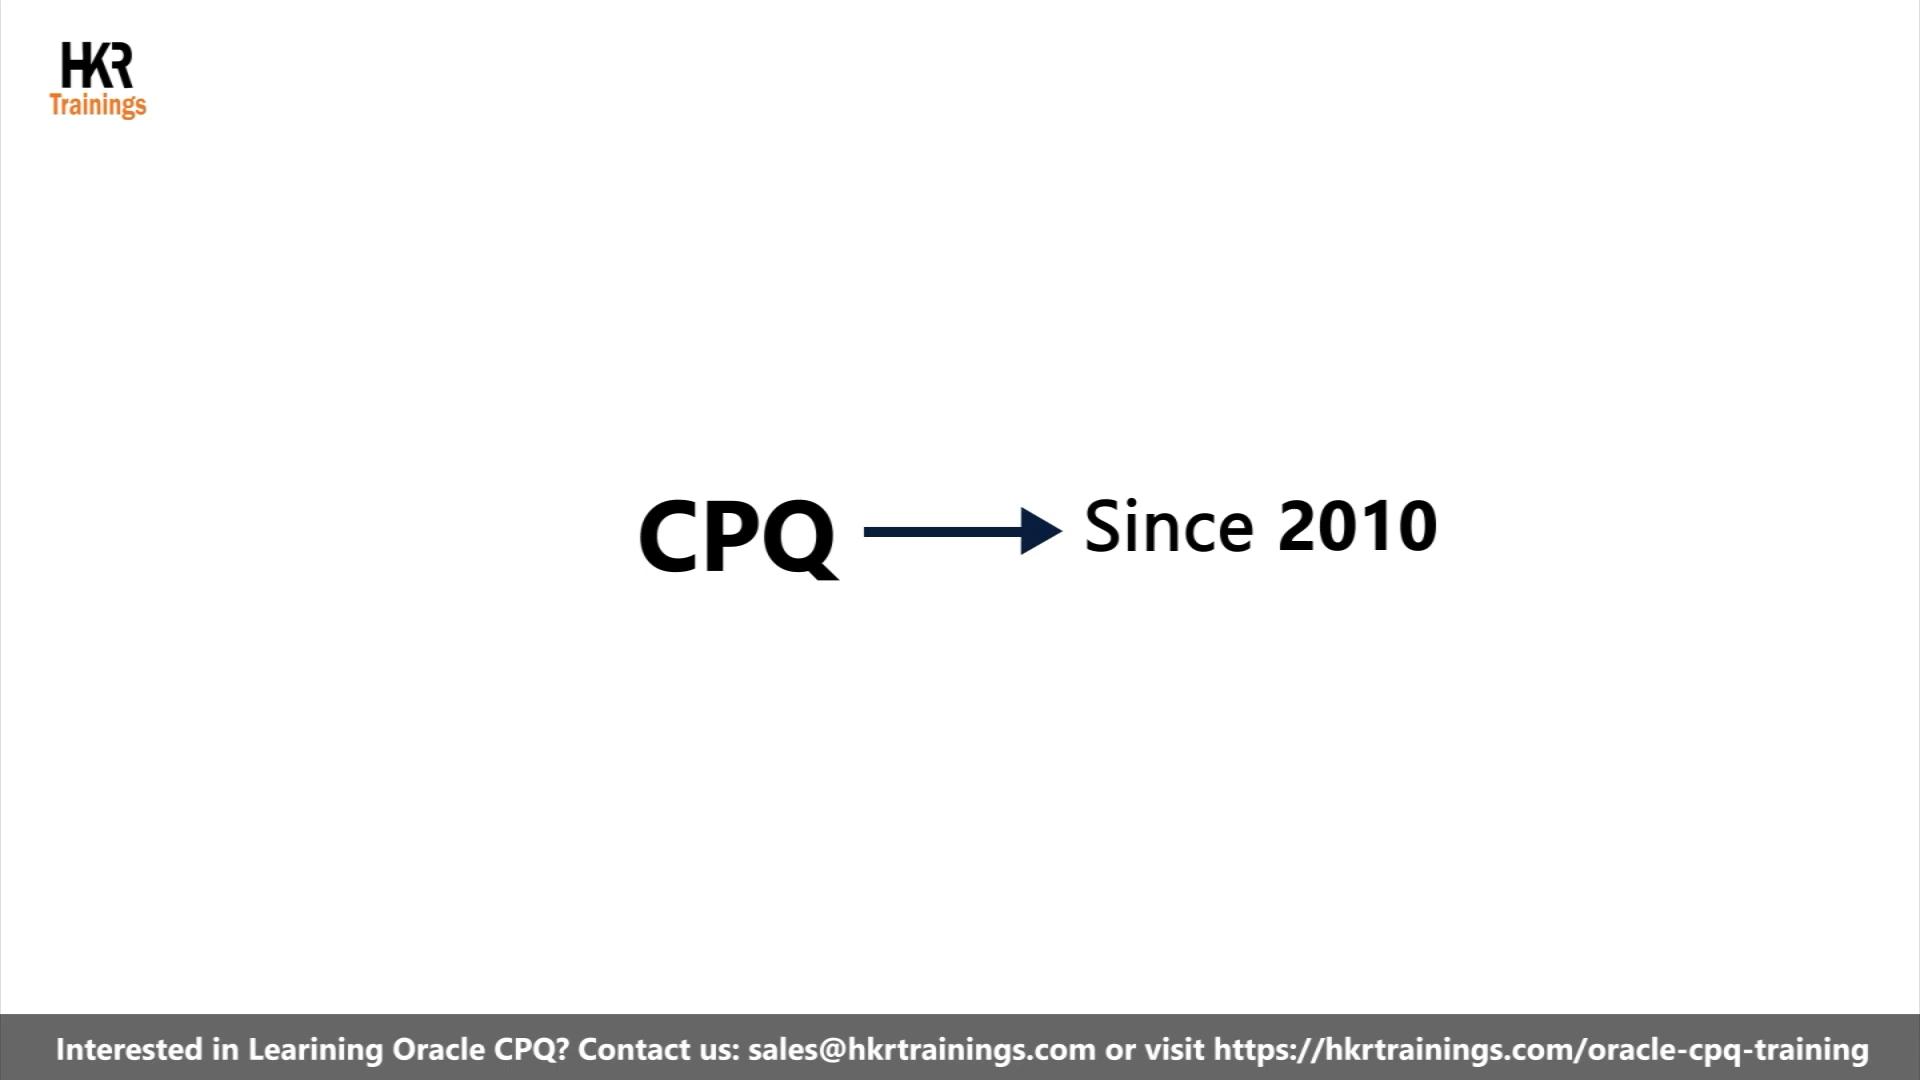 HKR
Trainings
CPQ Since 2010
Interested in Learining Oracle CPQ? Contact us: sales@hkrtrainings.com or visit https://hkrtrainings.com/oracle-cpq-training